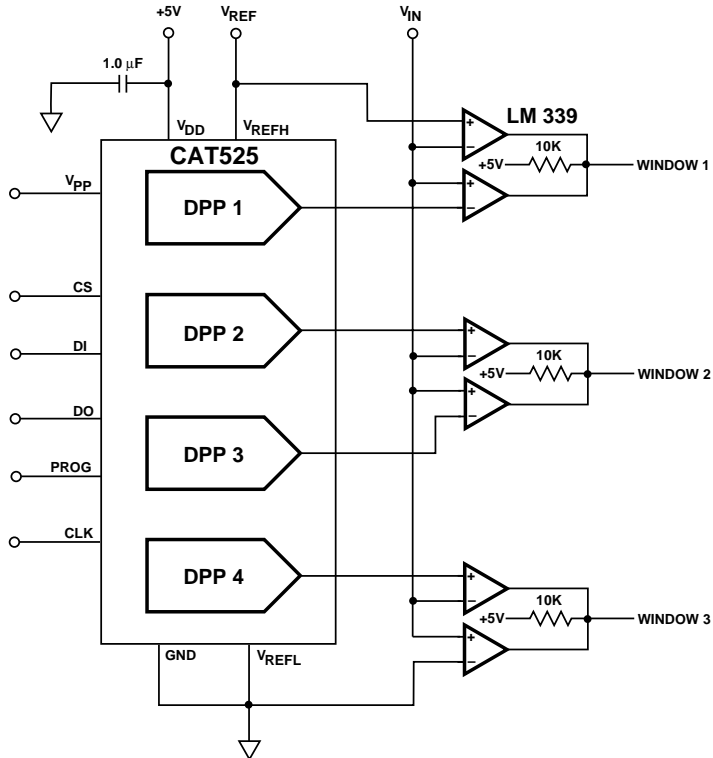 +5V
VREF
VIN
1.0 μF
VDD
VREFH
LM 339
CAT525
+
−
10K
+5V
WINDOW 1
VPP
DPP 1
+
−
CS
DPP 2
+
−
DI
10K
+5V
WINDOW 2
+
−
DO
DPP 3
PROG
CLK
DPP 4
+
−
10K
+5V
WINDOW 3
+
−
GND
VREFL